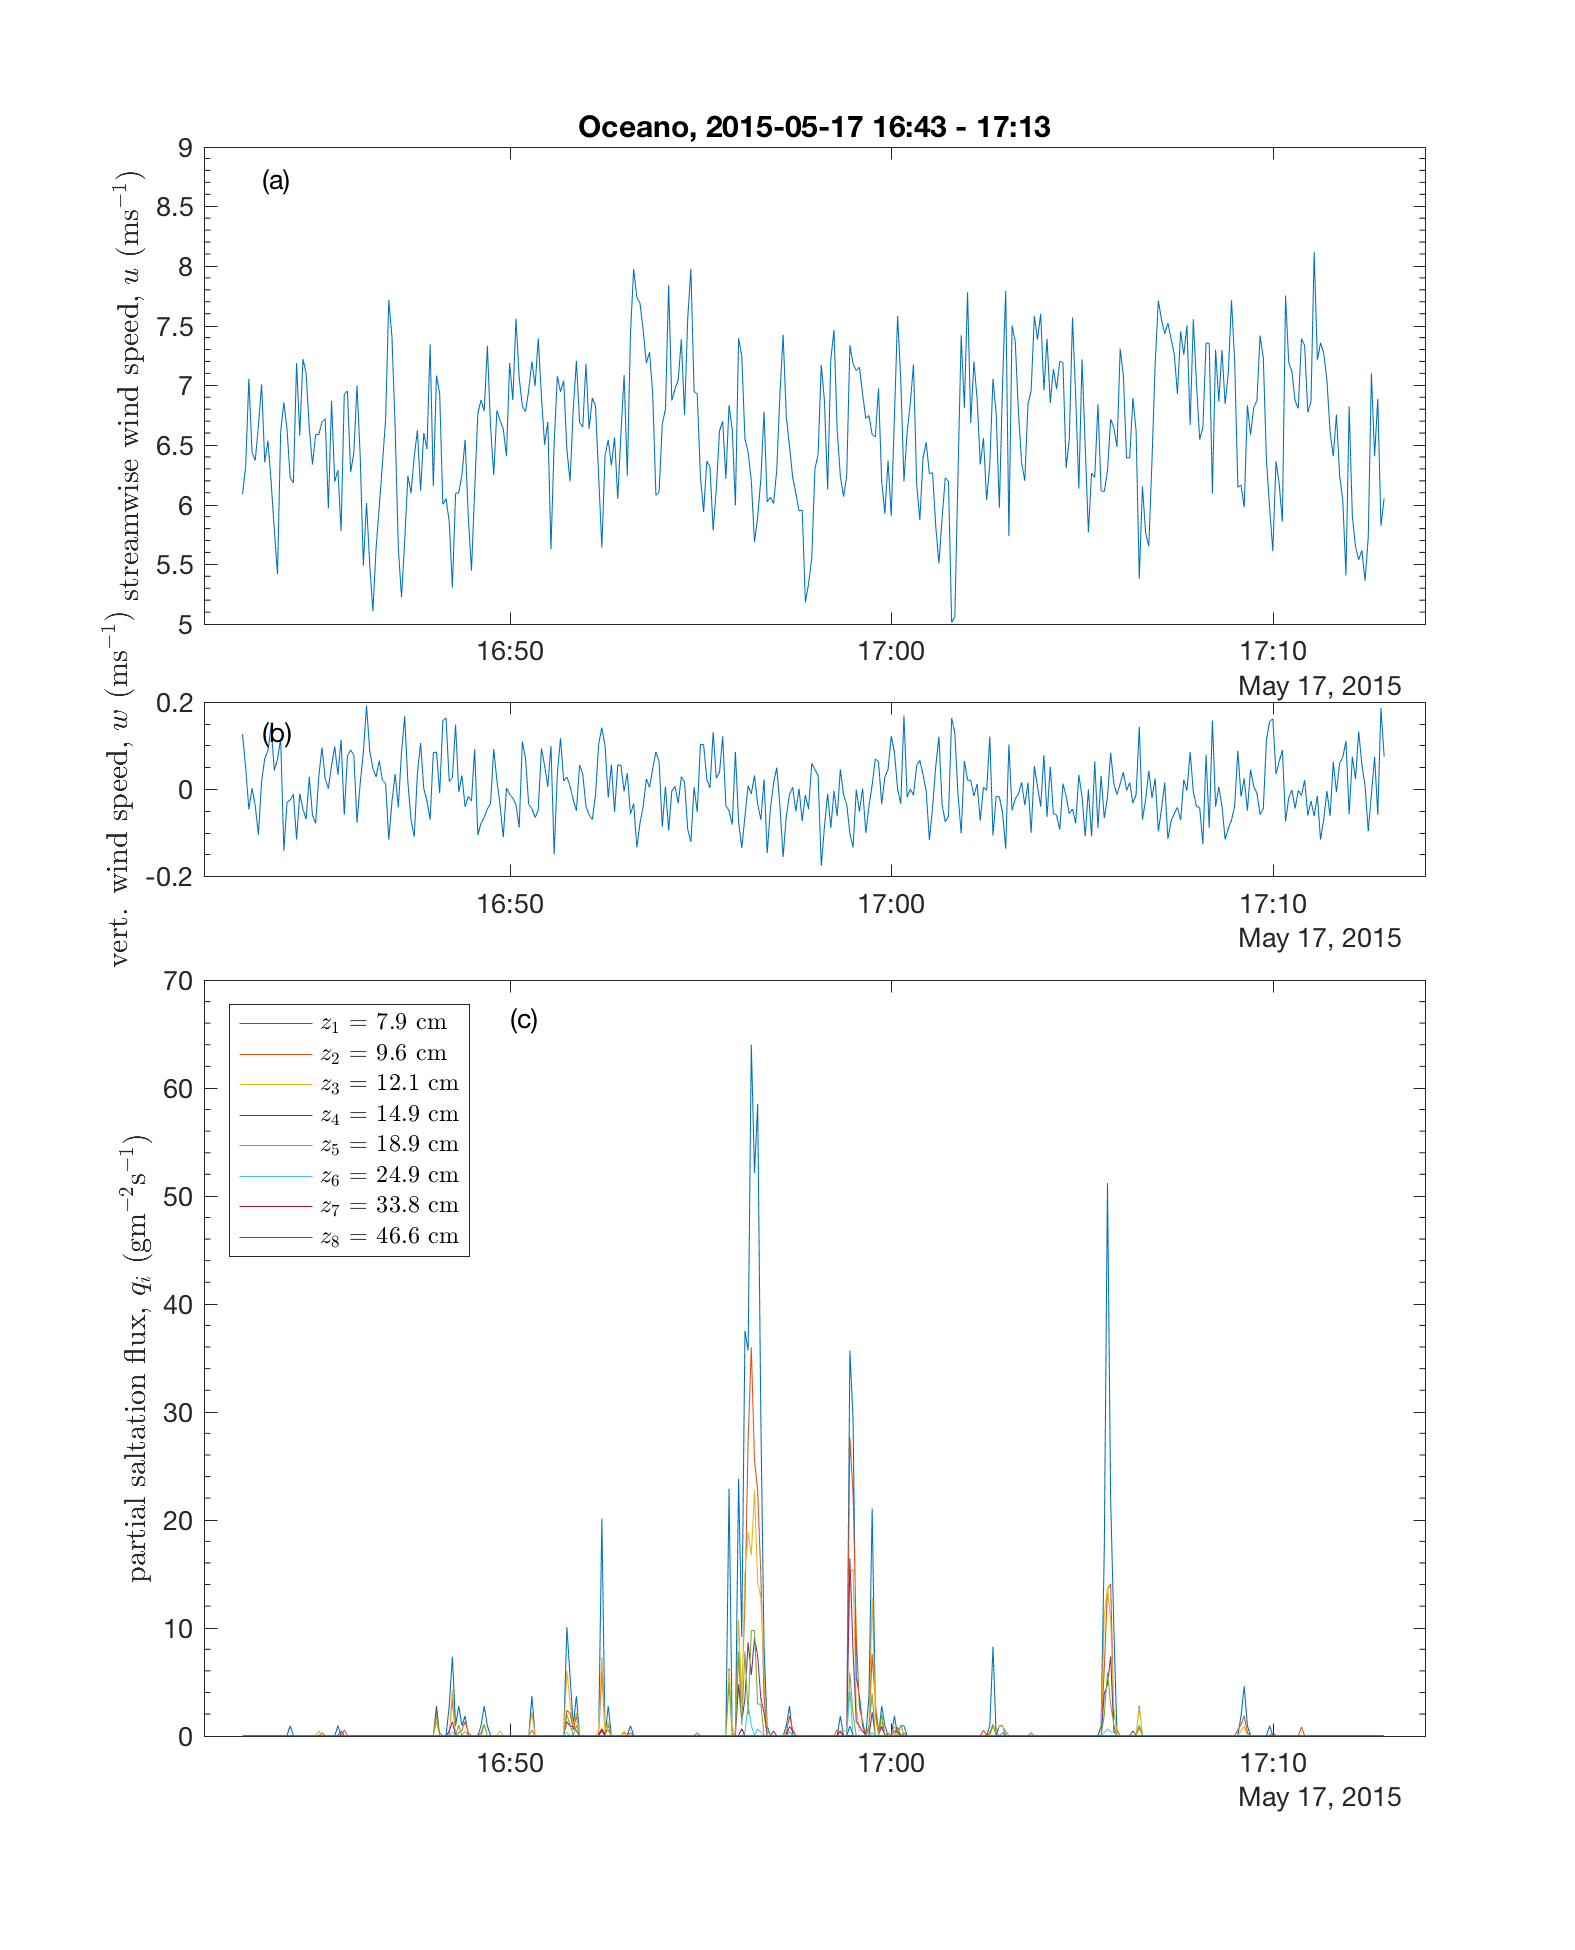 Oceano, 2015-05-17 16:43 - 17:13
(a)
streamwise wind speed, u (ms⁻¹)
9
8.5
8
7.5
7
6.5
6
5.5
5
16:50 17:00 17:10
May 17, 2015
(b)
vert. wind speed, w (ms⁻¹)
0.2
0
-0.2
16:50 17:00 17:10
May 17, 2015
(c)
partial saltation flux, qᵢ (gm⁻²s⁻¹)
70
60
50
40
30
20
10
0
z₁ = 7.9 cm
z₂ = 9.6 cm
z₃ = 12.1 cm
z₄ = 14.9 cm
z₅ = 18.9 cm
z₆ = 24.9 cm
z₇ = 33.8 cm
z₈ = 46.6 cm
16:50 17:00 17:10
May 17, 2015